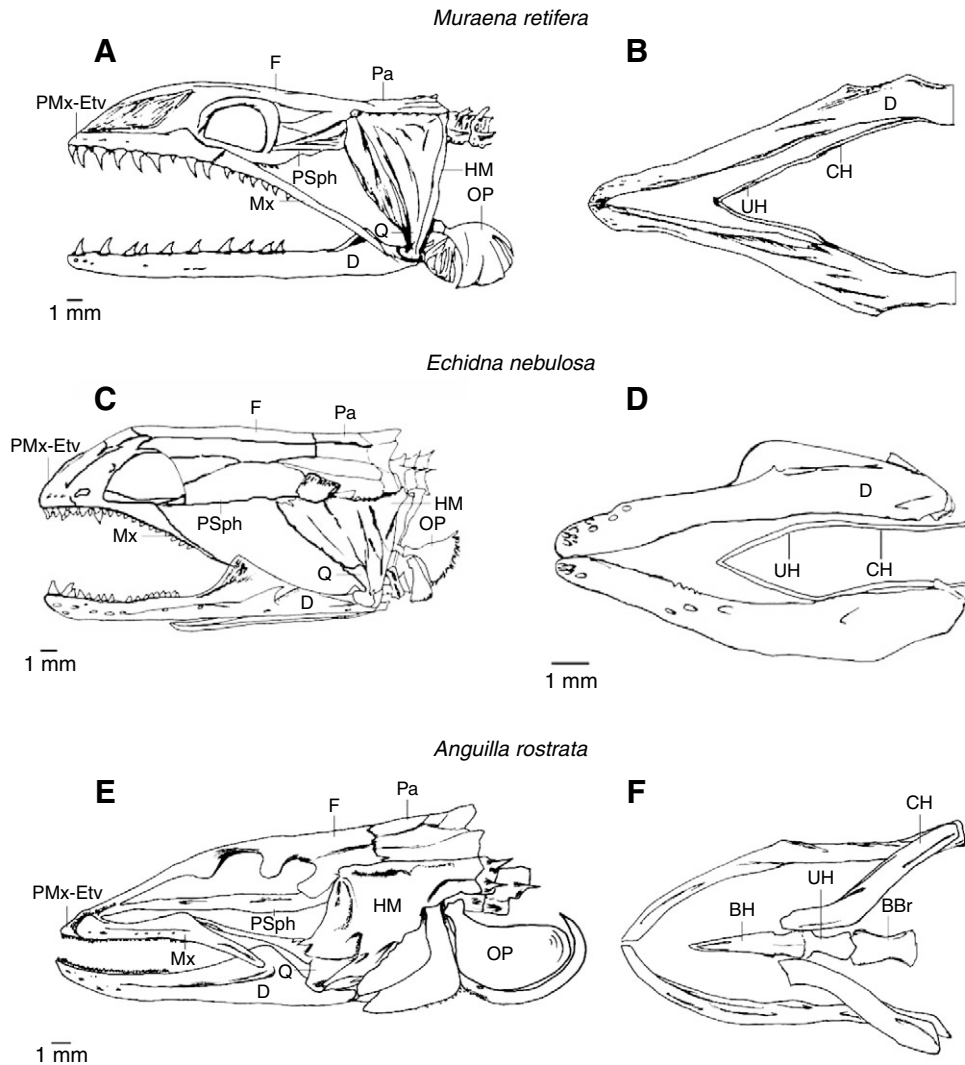 Muraena retifera
A
B
F
Pa
PMx-Etv
D
PSph
HM
CH
Mx
OP
UH
Q
D
1 mm
Echidna nebulosa
C
D
F
Pa
PMx-Etv
D
HM
PSph
OP
Mx
UH
CH
Q
D
1 mm
1 mm
Anguilla rostrata
E
F
Pa
CH
F
PMx-Etv
UH
HM
BH
BBr
PSph
Mx
OP
Q
D
1 mm